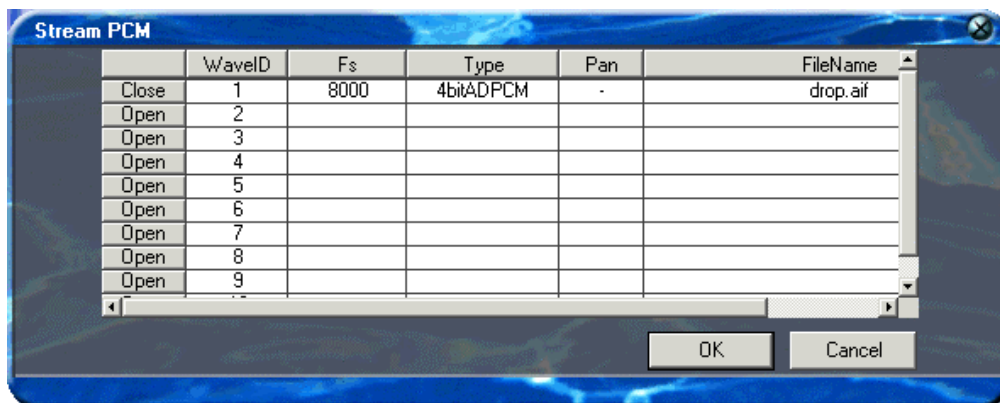 Stream PCM
WaveID Fs Type Pan FileName
Close 1 8000 4bitADPCM - drop.aif
Open 2
Open 3
Open 4
Open 5
Open 6
Open 7
Open 8
Open 9
OK Cancel